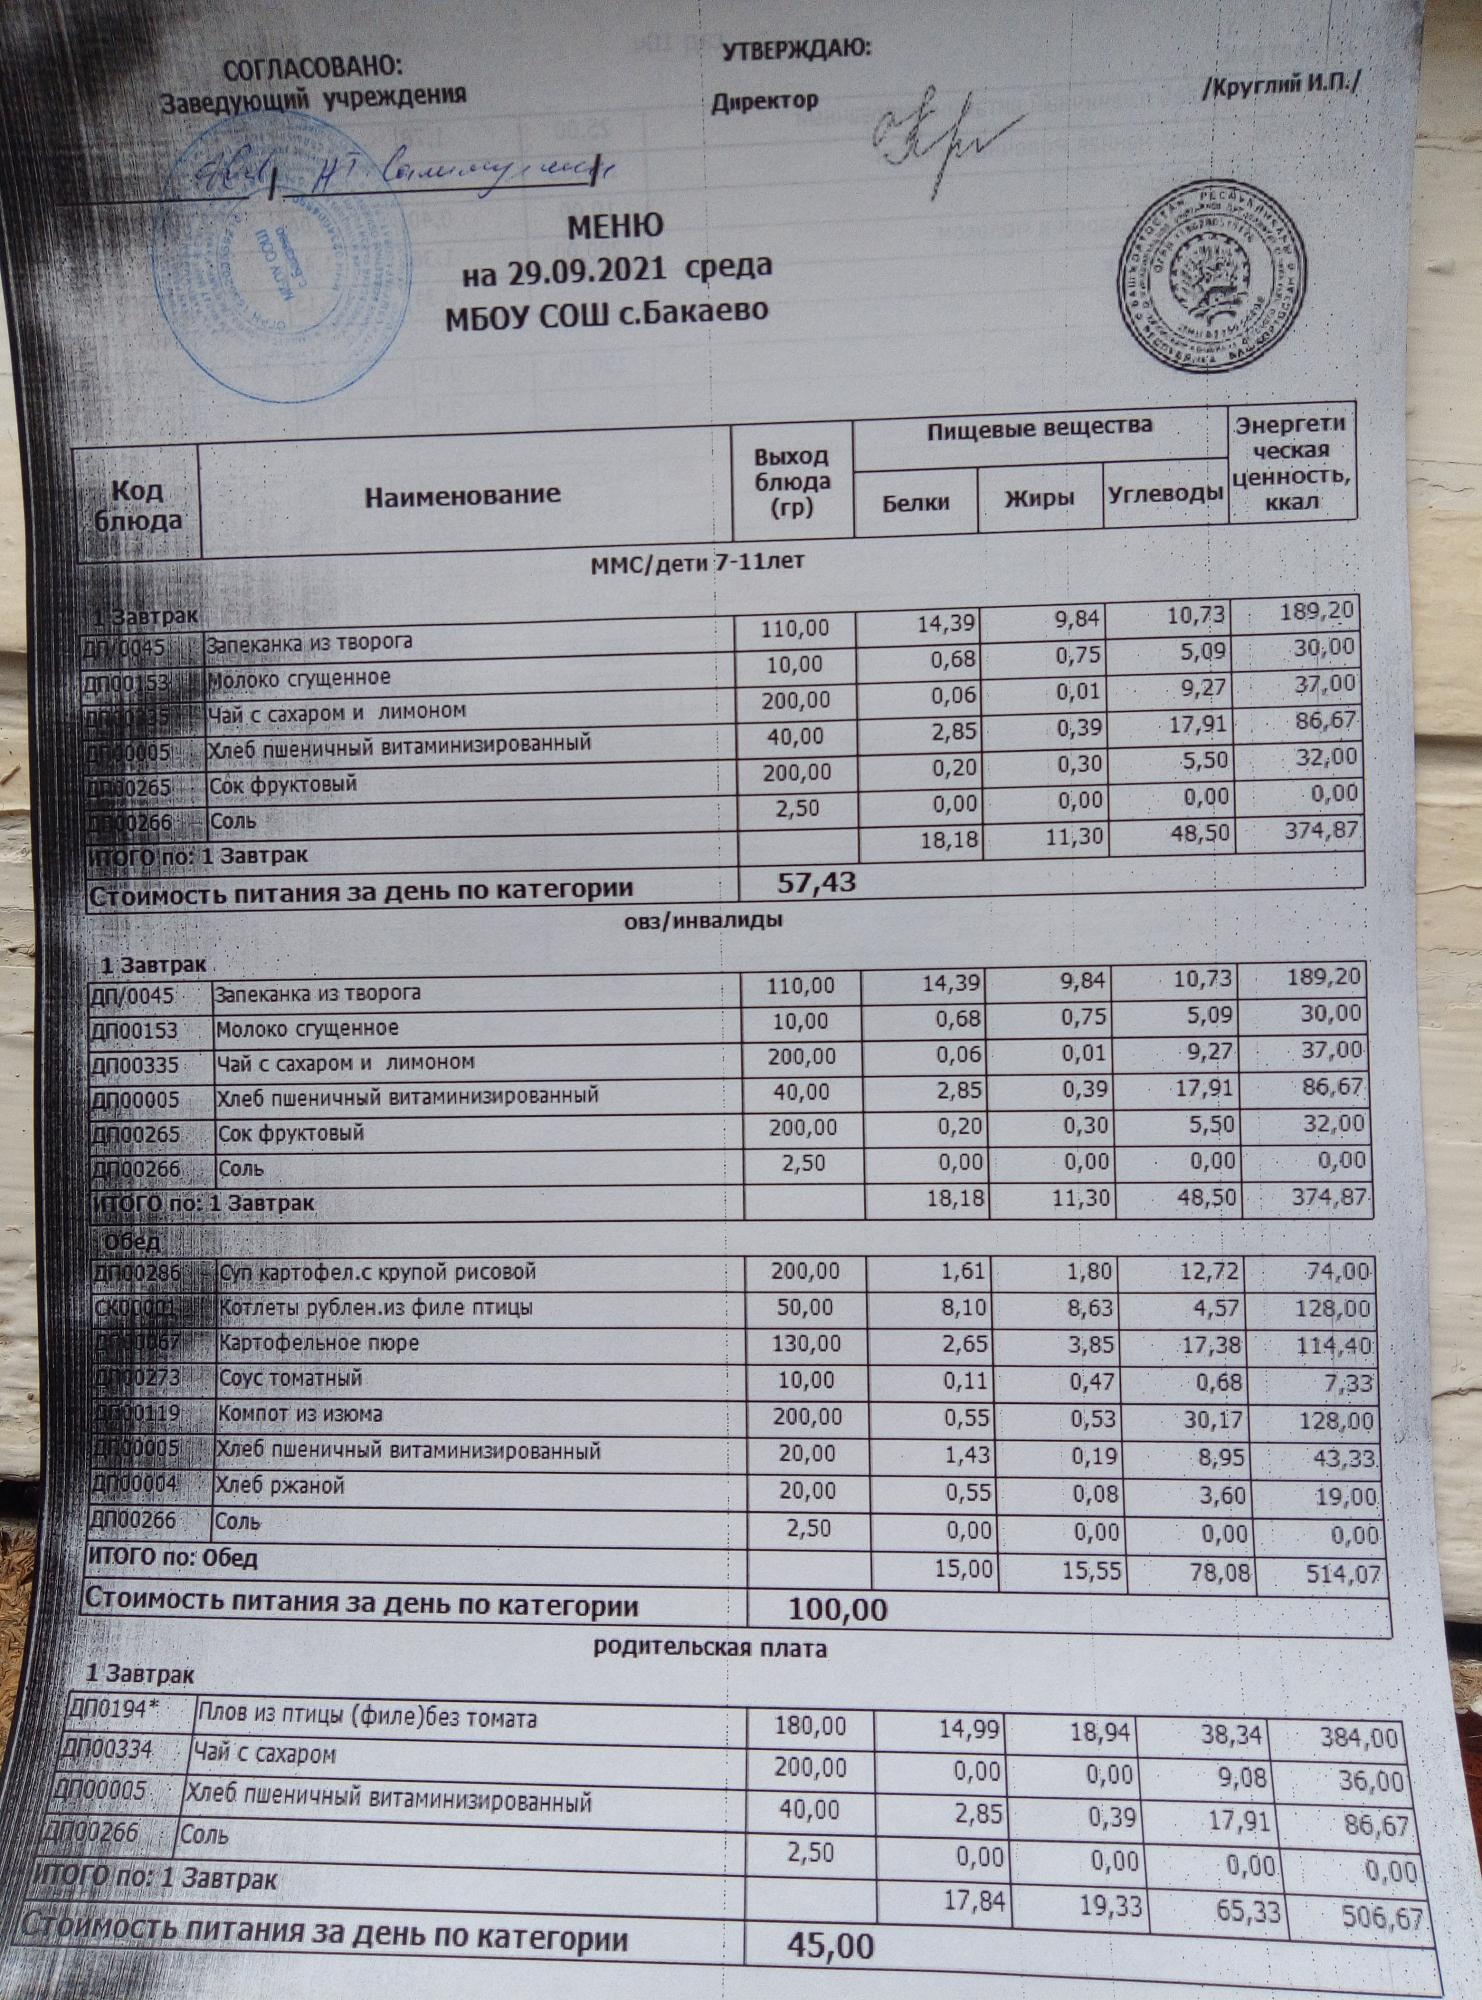 СОГЛАСОВАНО:
Заведующий учреждения
УТВЕРЖДАЮ:
Директор /Круглий И.П./
МЕНЮ
на 29.09.2021 среда
МБОУ СОШ с.Бакаево
Код блюда Наименование Выход блюда (гр) Пищевые вещества Белки Жиры Углеводы Энергети ческая ценность, ккал
ММС/дети 7-11лет
1 Завтрак
ДП/0045 Запеканка из творога 110,00 14,39 9,84 10,73 189,20
ДП00153 Молоко сгущенное 10,00 0,68 0,75 5,09 30,00
ДП00335 Чай с сахаром и лимоном 200,00 0,06 0,01 9,27 37,00
ДП00005 Хлеб пшеничный витаминизированный 40,00 2,85 0,39 17,91 86,67
ДП00265 Сок фруктовый 200,00 0,20 0,30 5,50 32,00
ДП00266 Соль 2,50 0,00 0,00 0,00 0,00
ИТОГО по: 1 Завтрак 18,18 11,30 48,50 374,87
Стоимость питания за день по категории 57,43
овз/инвалиды
1 Завтрак
ДП/0045 Запеканка из творога 110,00 14,39 9,84 10,73 189,20
ДП00153 Молоко сгущенное 10,00 0,68 0,75 5,09 30,00
ДП00335 Чай с сахаром и лимоном 200,00 0,06 0,01 9,27 37,00
ДП00005 Хлеб пшеничный витаминизированный 40,00 2,85 0,39 17,91 86,67
ДП00265 Сок фруктовый 200,00 0,20 0,30 5,50 32,00
ДП00266 Соль 2,50 0,00 0,00 0,00 0,00
ИТОГО по: 1 Завтрак 18,18 11,30 48,50 374,87
Обед
ДП00286 Суп картофел.с крупой рисовой 200,00 1,61 1,80 12,72 74,00
СК00001 Котлеты рублен.из филе птицы 50,00 8,10 8,63 4,57 128,00
Картофельное пюре 130,00 2,65 3,85 17,38 114,40
ДП00273 Соус томатный 10,00 0,11 0,47 0,68 7,33
ДП00119 Компот из изюма 200,00 0,55 0,53 30,17 128,00
ДП00005 Хлеб пшеничный витаминизированный 20,00 1,43 0,19 8,95 43,33
ДП00004 Хлеб ржаной 20,00 0,55 0,08 3,60 19,00
ДП00266 Соль 2,50 0,00 0,00 0,00 0,00
ИТОГО по: Обед 15,00 15,55 78,08 514,07
Стоимость питания за день по категории 100,00
родительская плата
1 Завтрак
ДП0194* Плов из птицы (филе)без томата 180,00 14,99 18,94 38,34 384,00
ДП00334 Чай с сахаром 200,00 0,00 0,00 9,08 36,00
ДП00005 Хлеб пшеничный витаминизированный 40,00 2,85 0,39 17,91 86,67
ДП00266 Соль 2,50 0,00 0,00 0,00 0,00
ИТОГО по: 1 Завтрак 17,84 19,33 65,33 506,67
Стоимость питания за день по категории 45,00